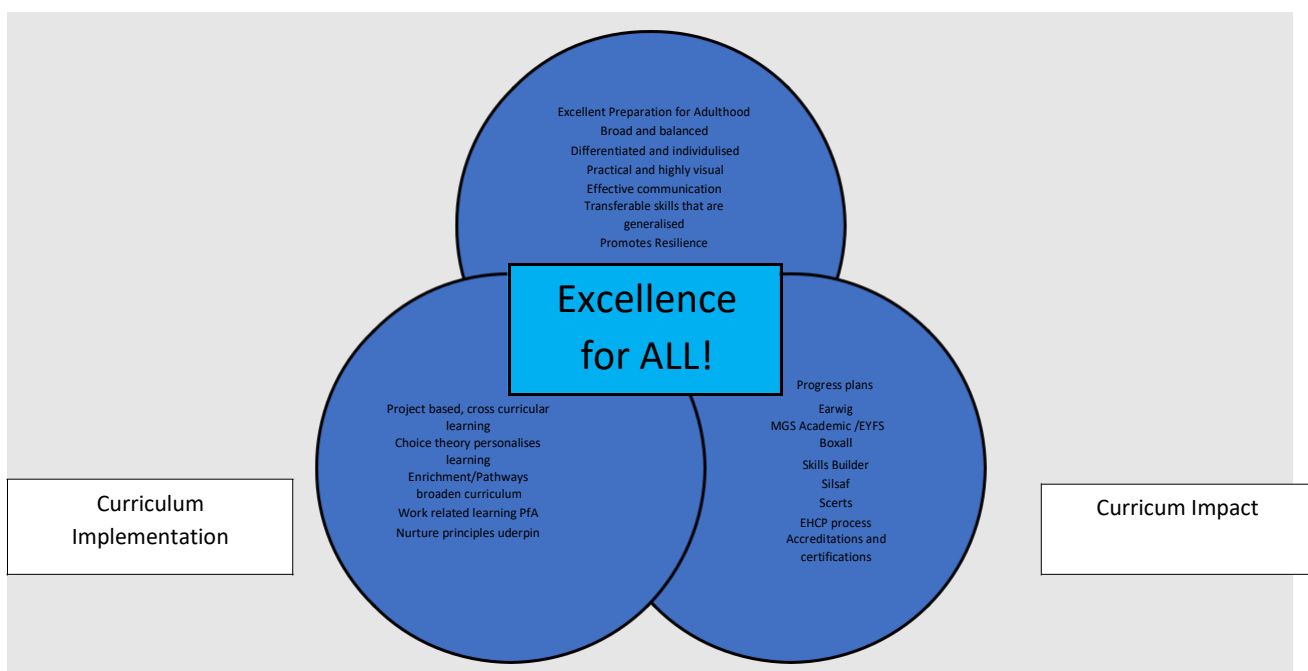 Excellent Preparation for Adulthood
Broad and balanced
Differentiated and individulised
Practical and highly visual
Effective communication
Transferable skills that are
generalised
Promotes Resilience
Excellence
for ALL!
Project based, cross curricular
learning
Choice theory personalises
learning
Enrichment/Pathways
broaden curriculum
Work related learning PfA
Nurture principles uderpin
Progress plans
Earwig
MGS Academic /EYFS
Boxall
Skills Builder
Silsaf
Scerts
EHCP process
Accreditations and
certifications
Curriculum
Implementation
Curricum Impact